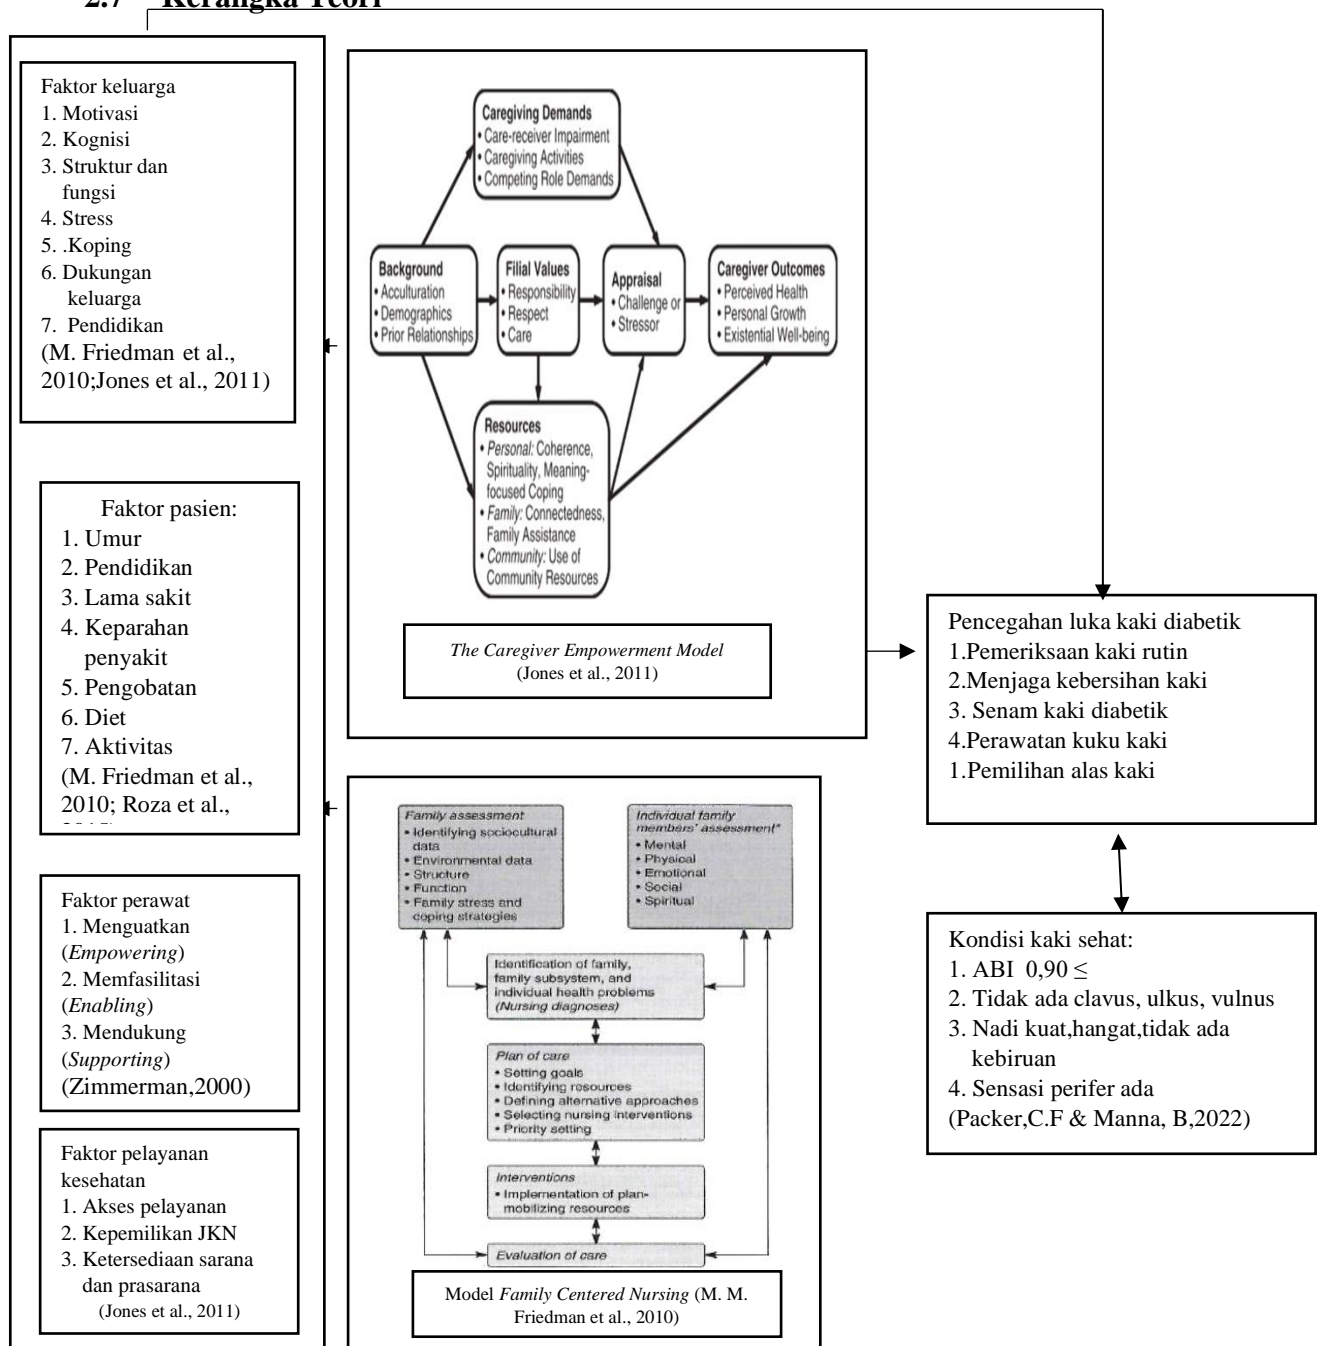 2.7 Kerangka Teori
Faktor keluarga
1. Motivasi
2. Kognisi
3. Struktur dan
fungsi
4. Stress
5. .Koping
6. Dukungan
keluarga
7. Pendidikan
(M. Friedman et al.,
2010;Jones et al., 2011)
Faktor pasien:
1. Umur
2. Pendidikan
3. Lama sakit
4. Keparahan
penyakit
5. Pengobatan
6. Diet
7. Aktivitas
(M. Friedman et al.,
2010; Roza et al.,
Faktor perawat
1. Menguatkan
(Empowering)
2. Memfasilitasi
(Enabling)
3. Mendukung
(Supporting)
(Zimmerman,2000)
Faktor pelayanan
kesehatan
1. Akses pelayanan
2. Kepemilikan JKN
3. Ketersediaan sarana
dan prasarana
(Jones et al., 2011)
Caregiving Demands
• Care-receiver Impairment
• Caregiving Activities
• Competing Role Demands
Background
• Acculturation
• Demographics
• Prior Relationships
Filial Values
• Responsibility
• Respect
• Care
Appraisal
• Challenge or
• Stressor
Caregiver Outcomes
• Perceived Health
• Personal Growth
• Existential Well-being
Resources
• Personal: Coherence,
Spirituality, Meaning-
focused Coping
• Family: Connectedness,
Family Assistance
• Community: Use of
Community Resources
The Caregiver Empowerment Model
(Jones et al., 2011)
Family assessment
• Identifying sociocultural
data
• Environmental data
• Structure
• Function
• Family stress and
coping strategies
Individual family
members' assessment*
• Mental
• Physical
• Emotional
• Social
• Spiritual
Identification of family,
family subsystem, and
individual health problems
(Nursing diagnoses)
Plan of care
• Setting goals
• Identifying resources
• Defining alternative approaches
• Selecting nursing interventions
• Priority setting
Interventions
• Implementation of plan-
mobilizing resources
Evaluation of care
Model Family Centered Nursing (M. M.
Friedman et al., 2010)
Pencegahan luka kaki diabetik
1.Pemeriksaan kaki rutin
2.Menjaga kebersihan kaki
3. Senam kaki diabetik
4.Perawatan kuku kaki
1.Pemilihan alas kaki
Kondisi kaki sehat:
1. ABI 0,90 ≤
2. Tidak ada clavus, ulkus, vulnus
3. Nadi kuat,hangat,tidak ada
kebiruan
4. Sensasi perifer ada
(Packer,C.F & Manna, B,2022)